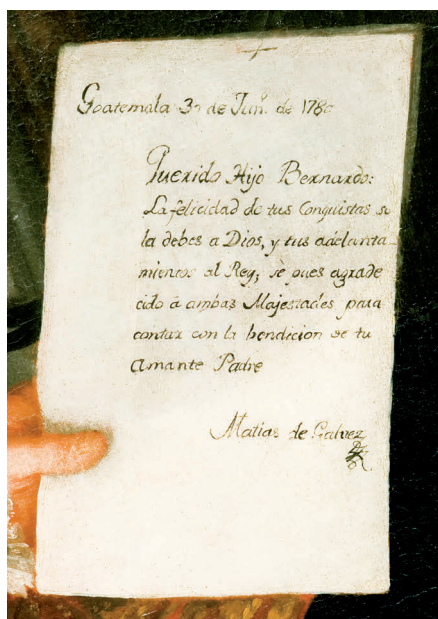 Goatemala 30 de Jun.º de 1780
Querido Hijo Bernardo:
La felicidad de tus Conquistas se
la debes a Dios, y tus adelanta-
mientos al Rey; se pues agrade
cido â ambas Majestades para
contar con la bendicion de tu
amante Padre
Matias de Galvez